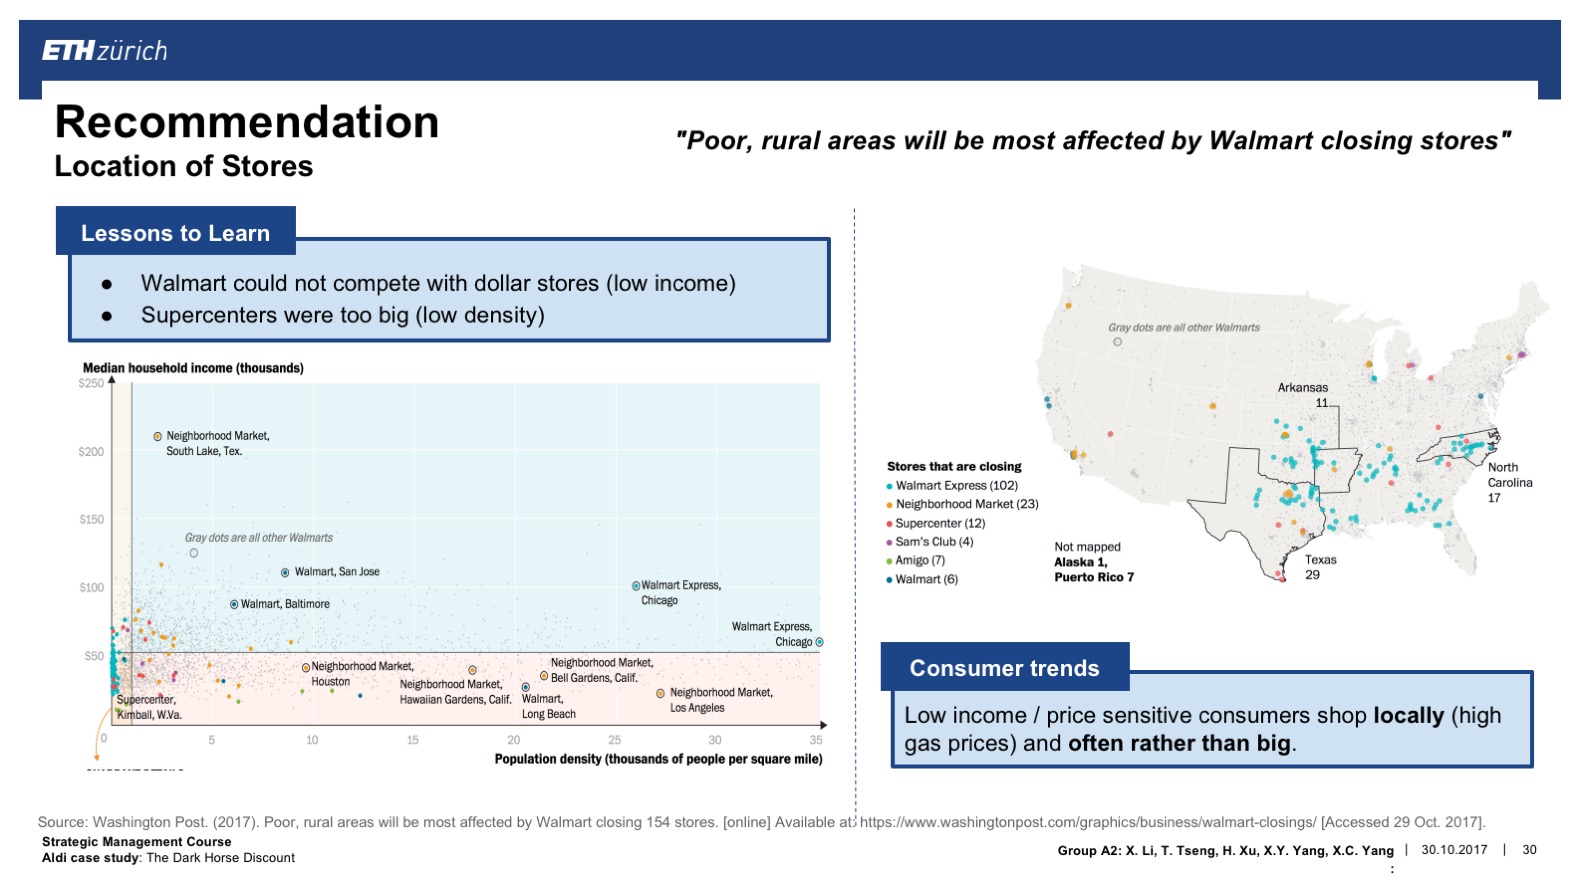 ETH zürich
Recommendation
Location of Stores
"Poor, rural areas will be most affected by Walmart closing stores"
Lessons to Learn
● Walmart could not compete with dollar stores (low income)
● Supercenters were too big (low density)
Median household income (thousands)
$250
$200
$150
$100
$50
Neighborhood Market,
South Lake, Tex.
Gray dots are all other Walmarts
Walmart, San Jose
Walmart, Baltimore
Walmart Express,
Chicago
Walmart Express,
Chicago
Neighborhood Market,
Houston
Neighborhood Market,
Hawaiian Gardens, Calif.
Neighborhood Market,
Bell Gardens, Calif.
Walmart,
Long Beach
Neighborhood Market,
Los Angeles
Supercenter,
Kimball, W.Va.
0 5 10 15 20 25 30 35
Population density (thousands of people per square mile)
Gray dots are all other Walmarts
Arkansas
11
North
Carolina
17
Texas
29
Stores that are closing
Walmart Express (102)
Neighborhood Market (23)
Supercenter (12)
Sam's Club (4)
Amigo (7)
Walmart (6)
Not mapped
Alaska 1,
Puerto Rico 7
Consumer trends
Low income / price sensitive consumers shop locally (high
gas prices) and often rather than big.
Source: Washington Post. (2017). Poor, rural areas will be most affected by Walmart closing 154 stores. [online] Available at: https://www.washingtonpost.com/graphics/business/walmart-closings/ [Accessed 29 Oct. 2017].
Strategic Management Course
Aldi case study: The Dark Horse Discount
Group A2: X. Li, T. Tseng, H. Xu, X.Y. Yang, X.C. Yang | 30.10.2017 | 30
: